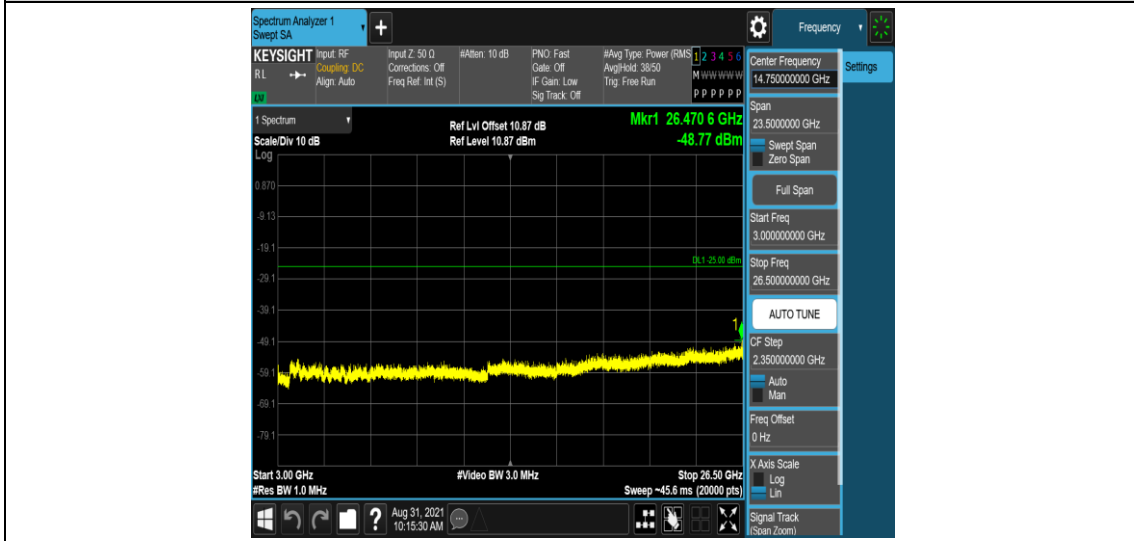 Spectrum Analyzer 1
Swept SA
+
Frequency
KEYSIGHT
RL
LXI
Input: RF
Coupling: DC
Align: Auto
Input Z: 50 Ω
Corrections: Off
Freq Ref: Int (S)
#Atten: 10 dB
PNO: Fast
Gate: Off
IF Gain: Low
Sig Track: Off
#Avg Type: Power (RMS
Avg|Hold: 38/50
Trig: Free Run
1 2 3 4 5 6
M W W W W W
P P P P P P
Center Frequency
14.750000000 GHz
Settings
1 Spectrum
Scale/Div 10 dB
Log
Ref Lvl Offset 10.87 dB
Ref Level 10.87 dBm
Mkr1 26.470 6 GHz
-48.77 dBm
Span
23.5000000 GHz
Swept Span
Zero Span
Full Span
Start Freq
3.000000000 GHz
Stop Freq
26.500000000 GHz
AUTO TUNE
CF Step
2.350000000 GHz
Auto
Man
Freq Offset
0 Hz
X Axis Scale
Log
Lin
Signal Track
(Span Zoom)
0.870
-9.13
-19.1
DL1 -25.00 dBm
-29.1
-39.1
1
-49.1
-59.1
-69.1
-79.1
Start 3.00 GHz
#Video BW 3.0 MHz
Stop 26.50 GHz
#Res BW 1.0 MHz
Sweep ~45.6 ms (20000 pts)
?
Aug 31, 2021
10:15:30 AM